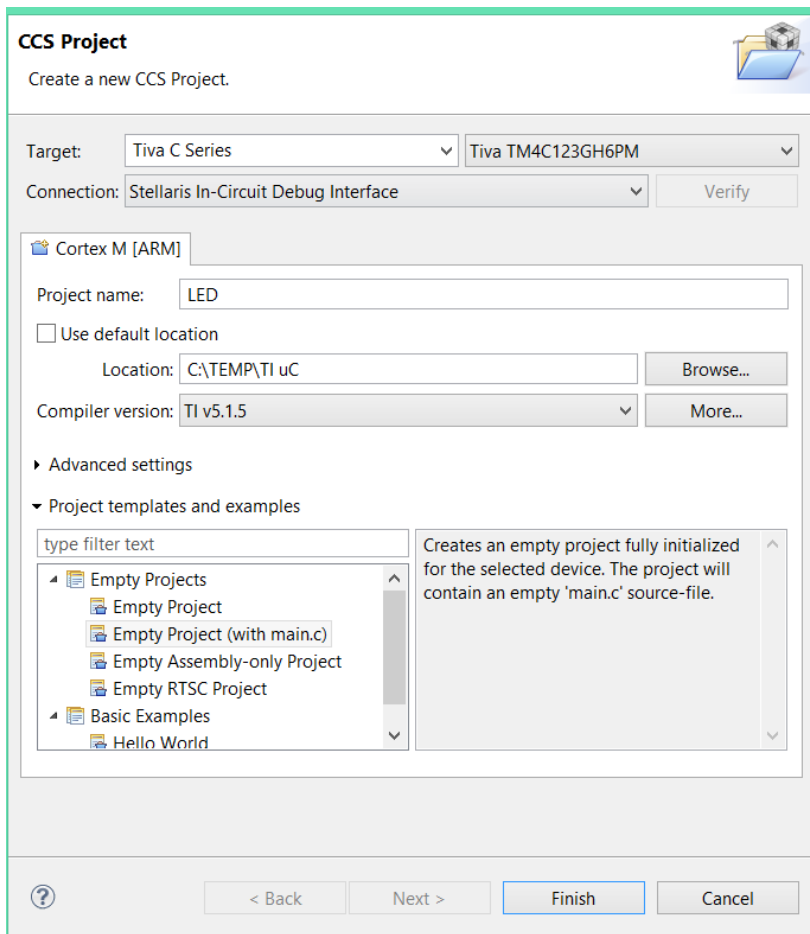 CCS Project
Create a new CCS Project.
Target: Tiva C Series Tiva TM4C123GH6PM
Connection: Stellaris In-Circuit Debug Interface Verify
Cortex M [ARM]
Project name: LED
Use default location
Location: C:\TEMP\TI uC Browse...
Compiler version: TI v5.1.5 More...
Advanced settings
Project templates and examples
type filter text
Empty Projects
Empty Project
Empty Project (with main.c)
Empty Assembly-only Project
Empty RTSC Project
Basic Examples
Hello World
Creates an empty project fully initialized
for the selected device. The project will
contain an empty 'main.c' source-file.
? < Back Next > Finish Cancel